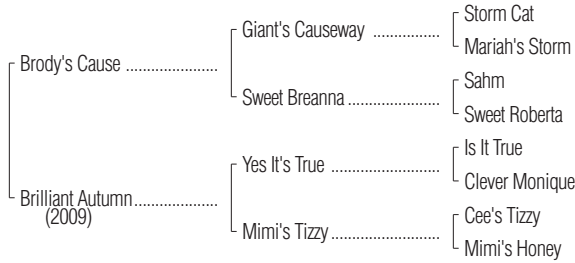 Storm Cat
Giant's Causeway ..................
Mariah's Storm
Brody's Cause ........................
Sahm
Sweet Breanna ........................
Sweet Roberta
Is It True
Yes It's True ............................
Clever Monique
Brilliant Autumn.....................
(2009)
Cee's Tizzy
Mimi's Tizzy ............................
Mimi's Honey